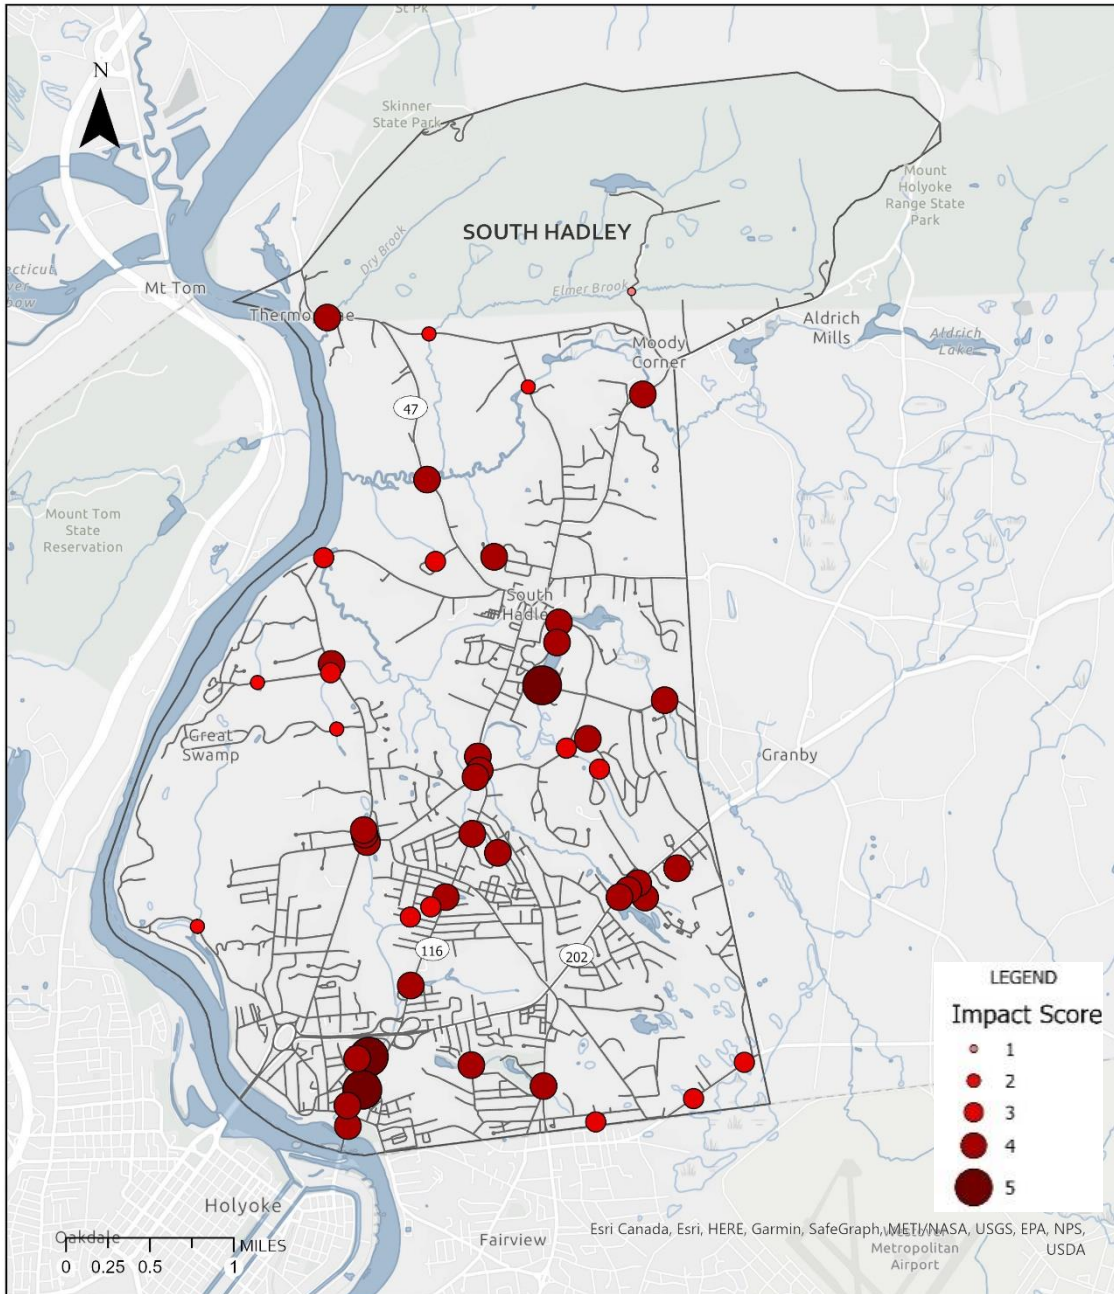 St Pk
N
Skinner
State Park
Mount
Holyoke
Range State
Park
SOUTH HADLEY
Dry Brook
Elmer Brook
Mt Tom
Aldrich
Mills
Aldrich
Lake
Moody
Corner
47
Mount Tom
State
Reservation
South
Hadley
Great
Swamp
Granby
116
202
LEGEND
Impact Score
1
2
3
4
5
Holyoke
Oakdale
Fairview
MILES
0 0.25 0.5 1
Esri Canada, Esri, HERE, Garmin, SafeGraph, METI/NASA, USGS, EPA, NPS,
USDA
Metropolitan
Airport